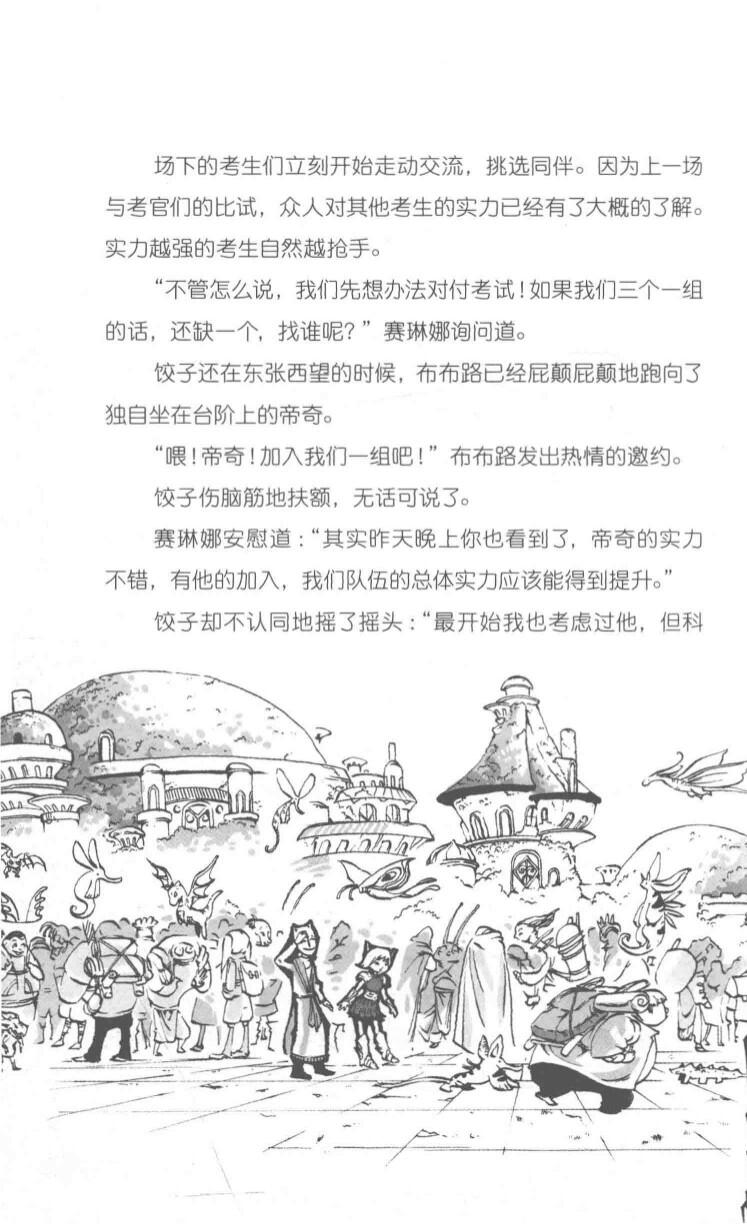 场下的考生们立刻开始走动交流，挑选同伴。因为上一场
与考官们的比试，众人对其他考生的实力已经有了大概的了解。
实力越强的考生自然越抢手。
“不管怎么说，我们先想办法对付考试！如果我们三个一组
的话，还缺一个，找谁呢？”赛琳娜询问道。
饺子还在东张西望的时候，布布路已经屁颠屁颠地跑向了
独自坐在台阶上的帝奇。
“喂！帝奇！加入我们一组吧！”布布路发出热情的邀约。
饺子伤脑筋地扶额，无话可说了。
赛琳娜安慰道：“其实昨天晚上你也看到了，帝奇的实力
不错，有他的加入，我们队伍的总体实力应该能得到提升。”
饺子却不认同地摇了摇头：“最开始我也考虑过他，但科